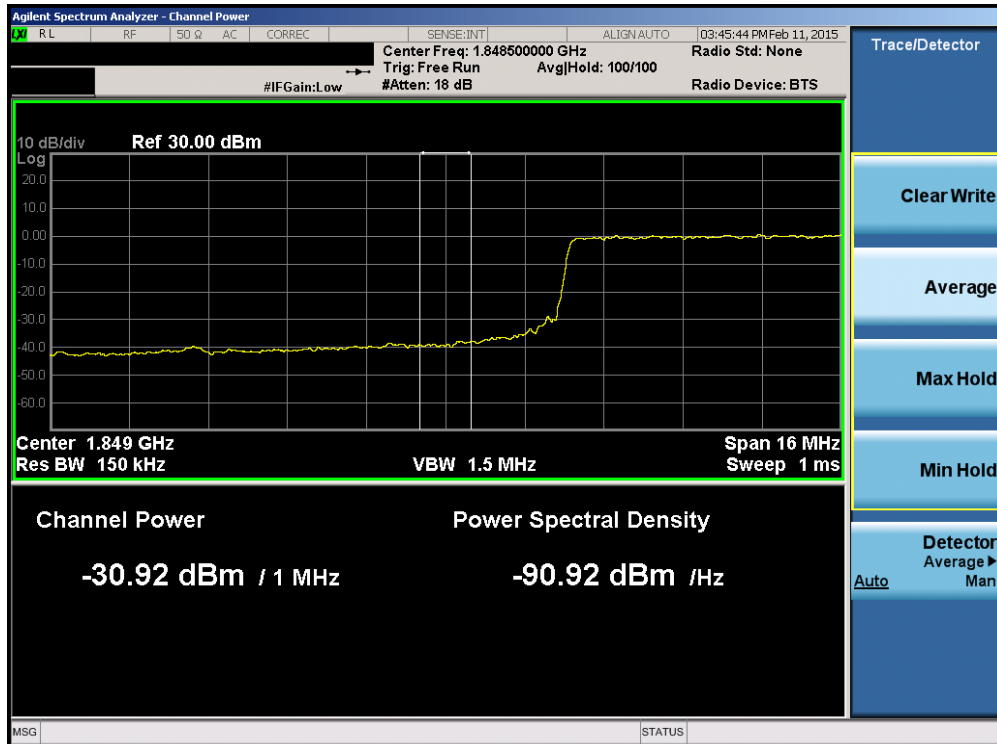 Agilent Spectrum Analyzer - Channel Power
LXI RL RF 50 Ω AC CORREC SENSE:INT ALIGN AUTO 03:45:44 PM Feb 11, 2015
Center Freq: 1.848500000 GHz Radio Std: None
Trig: Free Run Avg|Hold: 100/100
#IFGain:Low #Atten: 18 dB Radio Device: BTS
Trace/Detector
10 dB/div Ref 30.00 dBm
Log
20.0
10.0
0.00
-10.0
-20.0
-30.0
-40.0
-50.0
-60.0
Center 1.849 GHz Span 16 MHz
Res BW 150 kHz VBW 1.5 MHz Sweep 1 ms
Channel Power Power Spectral Density
-30.92 dBm / 1 MHz -90.92 dBm /Hz
Clear Write
Average
Max Hold
Min Hold
Detector
Average▶
Auto Man
MSG STATUS